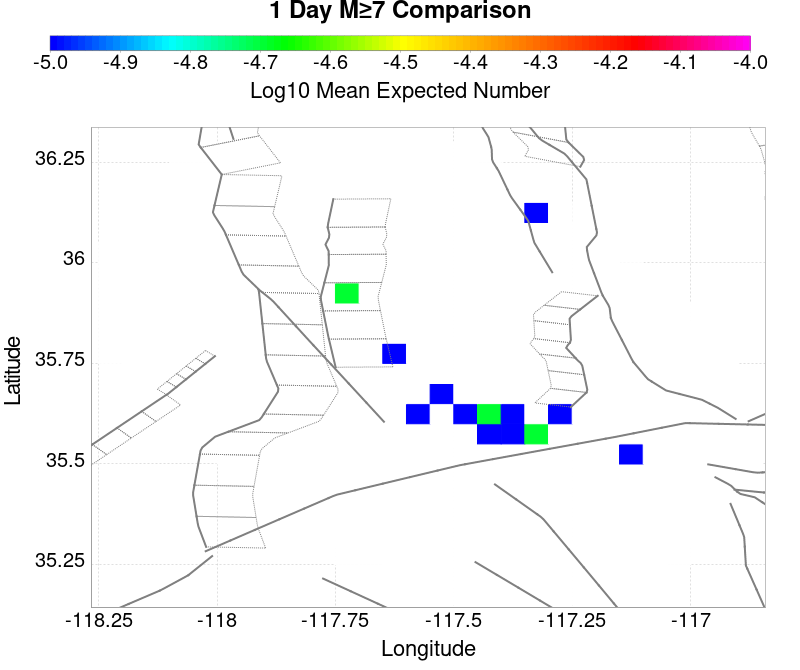 1 Day M≥7 Comparison
-5.0 -4.9 -4.8 -4.7 -4.6 -4.5 -4.4 -4.3 -4.2 -4.1 -4.0
Log10 Mean Expected Number
36.25
36
35.75
35.5
35.25
Latitude
-118.25 -118 -117.75 -117.5 -117.25 -117
Longitude